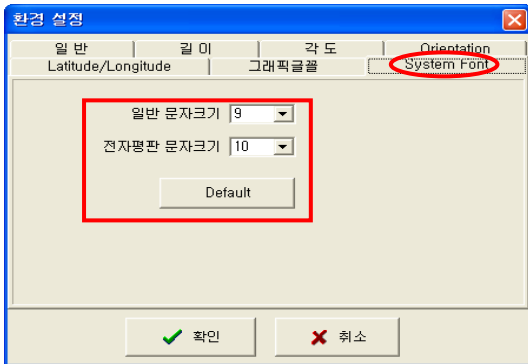 환경 설정
일 반 길 이 각 도 Orientation
Latitude/Longitude 그래픽글꼴 System Font
일반 문자크기 9
전자평판 문자크기 10
Default
확인 취소